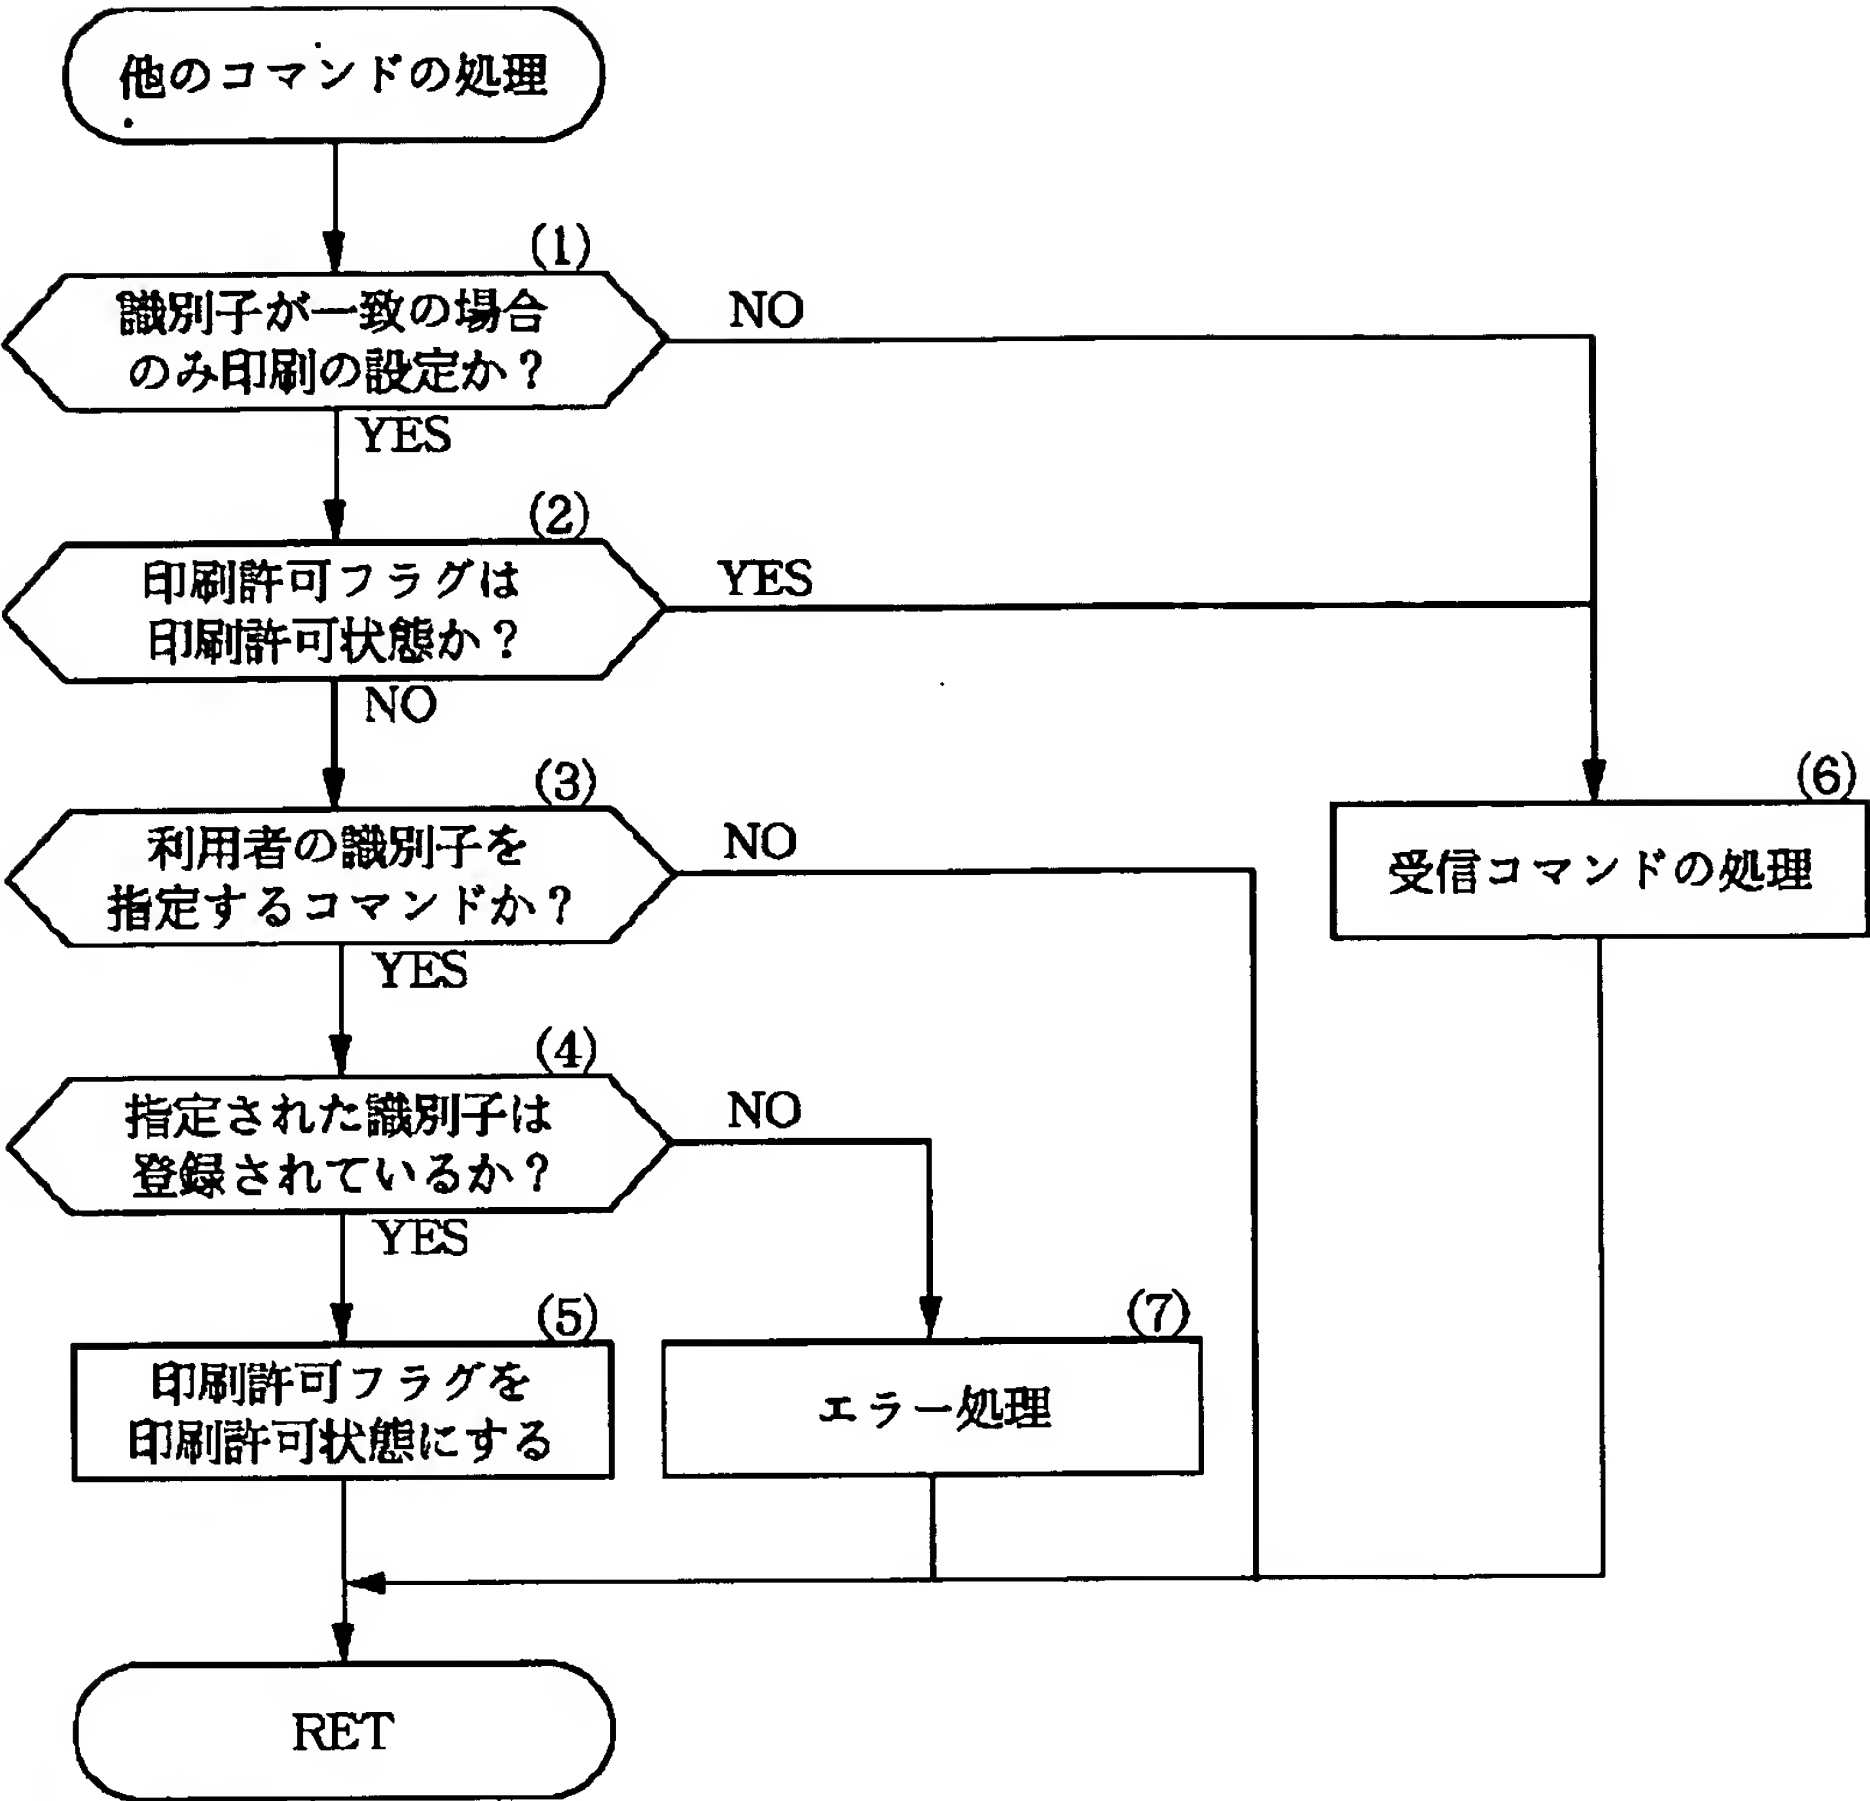 他のコマンドの処理
(1)
識別子が一致の場合
のみ印刷の設定か？
NO
YES
(2)
印刷許可フラグは
印刷許可状態か？
YES
NO
(3)
利用者の識別子を
指定するコマンドか？
NO
YES
(6)
受信コマンドの処理
(4)
指定された識別子は
登録されているか？
NO
YES
(5)
印刷許可フラグを
印刷許可状態にする
(7)
エラー処理
RET